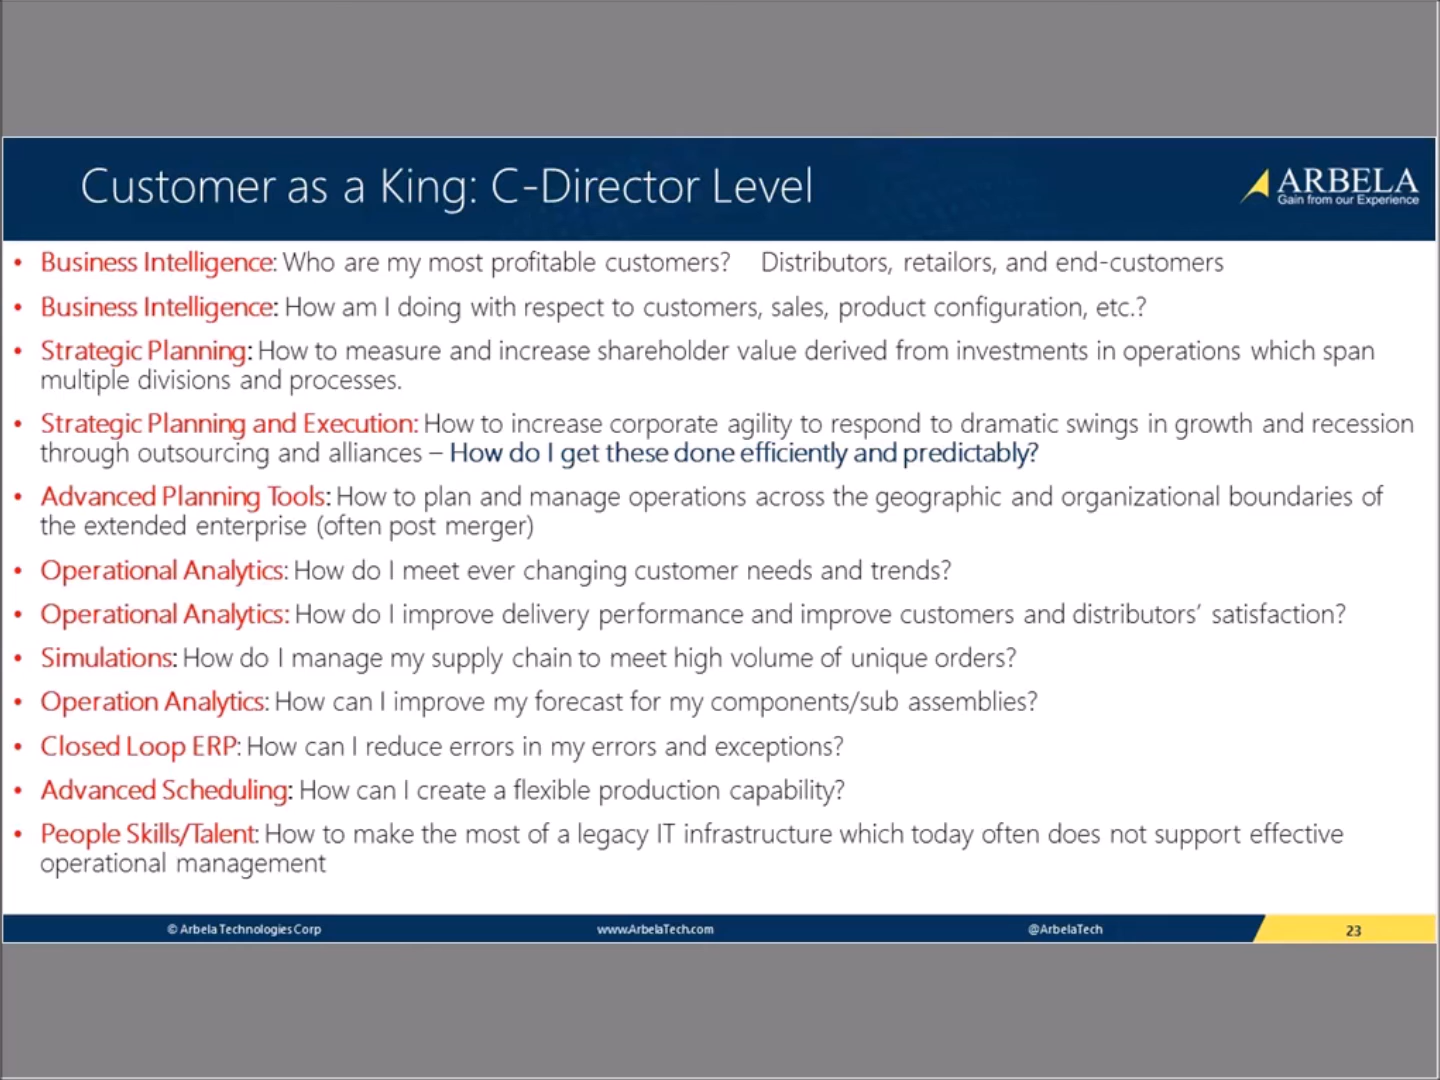 Customer as a King: C-Director Level
ARBELA
Gain from our Experience
• Business Intelligence: Who are my most profitable customers? Distributors, retailors, and end-customers
• Business Intelligence: How am I doing with respect to customers, sales, product configuration, etc.?
• Strategic Planning: How to measure and increase shareholder value derived from investments in operations which span
multiple divisions and processes.
• Strategic Planning and Execution: How to increase corporate agility to respond to dramatic swings in growth and recession
through outsourcing and alliances – How do I get these done efficiently and predictably?
• Advanced Planning Tools: How to plan and manage operations across the geographic and organizational boundaries of
the extended enterprise (often post merger)
• Operational Analytics: How do I meet ever changing customer needs and trends?
• Operational Analytics: How do I improve delivery performance and improve customers and distributors’ satisfaction?
• Simulations: How do I manage my supply chain to meet high volume of unique orders?
• Operation Analytics: How can I improve my forecast for my components/sub assemblies?
• Closed Loop ERP: How can I reduce errors in my errors and exceptions?
• Advanced Scheduling: How can I create a flexible production capability?
• People Skills/Talent: How to make the most of a legacy IT infrastructure which today often does not support effective
operational management
© Arbela Technologies Corp www.ArbelaTech.com @ArbelaTech 23